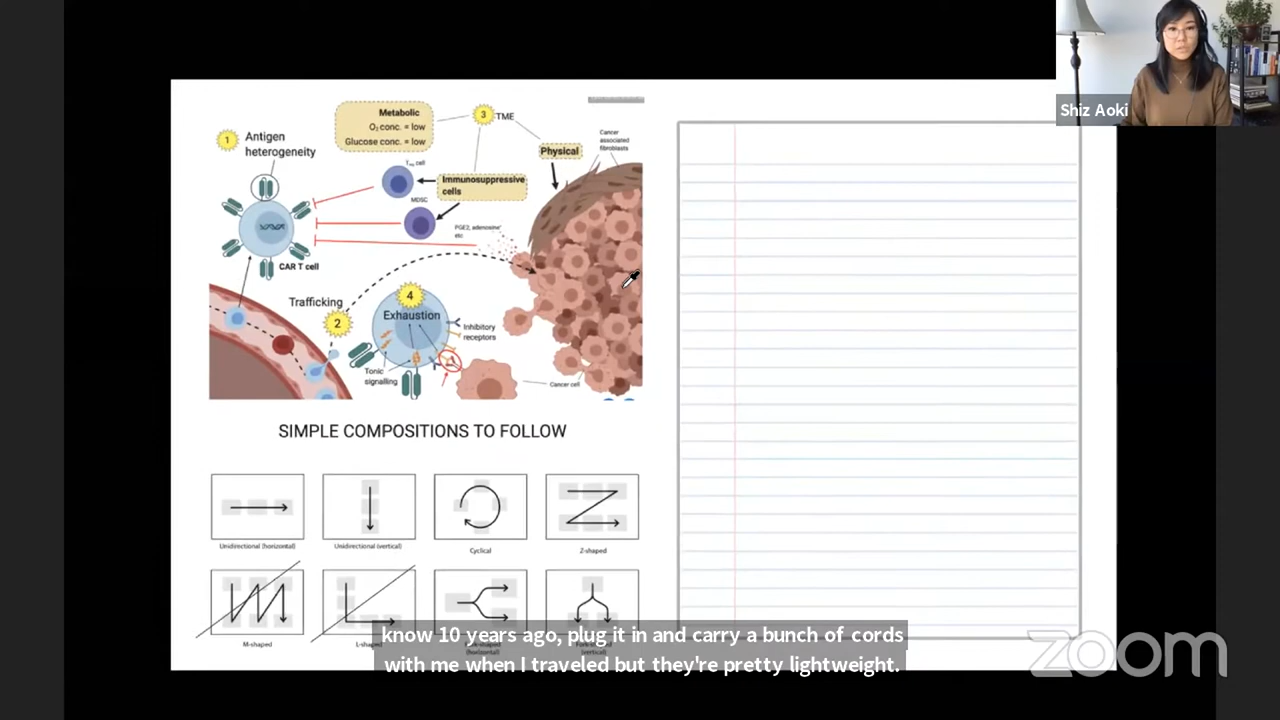 Shiz Aoki
Metabolic
O₂ conc. = low
Glucose conc. = low
3
TME
1
Antigen
heterogeneity
Cancer
associated
fibroblasts
Physical
Immunosuppressive
cells
MDSC
PGE2, adenosine
etc
CAR T cell
Trafficking
2
4
Exhaustion
Inhibitory
receptors
Tonic
signalling
Cancer cell
SIMPLE COMPOSITIONS TO FOLLOW
Unidirectional (horizontal)
Unidirectional (vertical)
Cyclical
Z-shaped
M-shaped
know 10 years ago, plug it in and carry a bunch of cords
with me when I traveled but they're pretty lightweight.
zoom